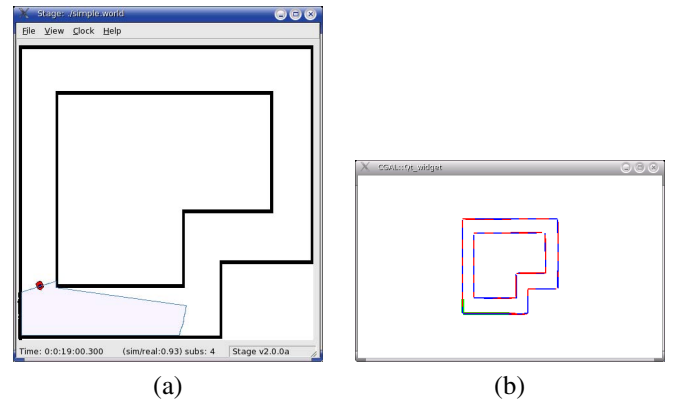 Stage: ./simple.world
File View Clock Help
Time: 0:0:19:00.300 (sim/real:0.93) subs: 4 Stage v2.0.0a
CGAL::Qt_widget
(a)
(b)